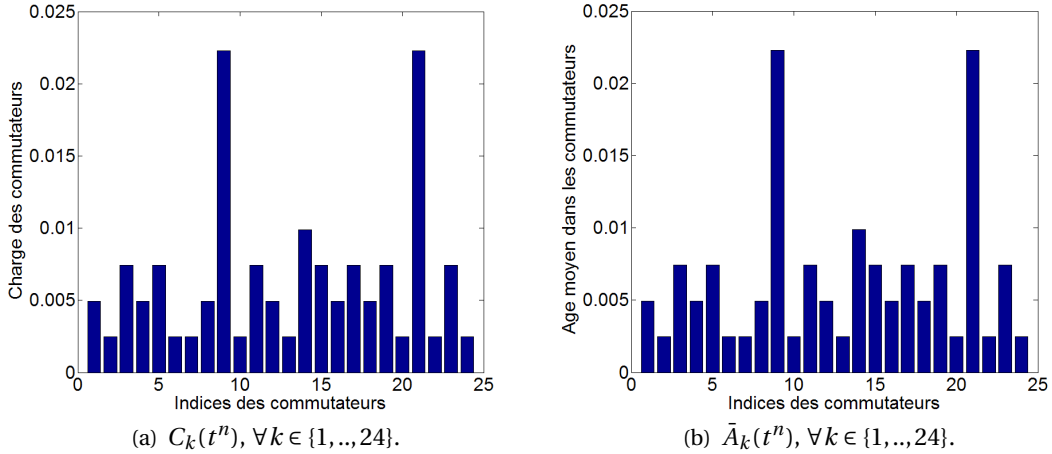 0.025
0.02
0.015
0.01
0.005
0
Charge des commutateurs
0 5 10 15 20 25
Indices des commutateurs
(a) C_k(t^n), ∀k ∈ {1, .., 24}.
0.025
0.02
0.015
0.01
0.005
0
Age moyen dans les commutateurs
0 5 10 15 20 25
Indices des commutateurs
(b) Ā_k(t^n), ∀k ∈ {1, .., 24}.